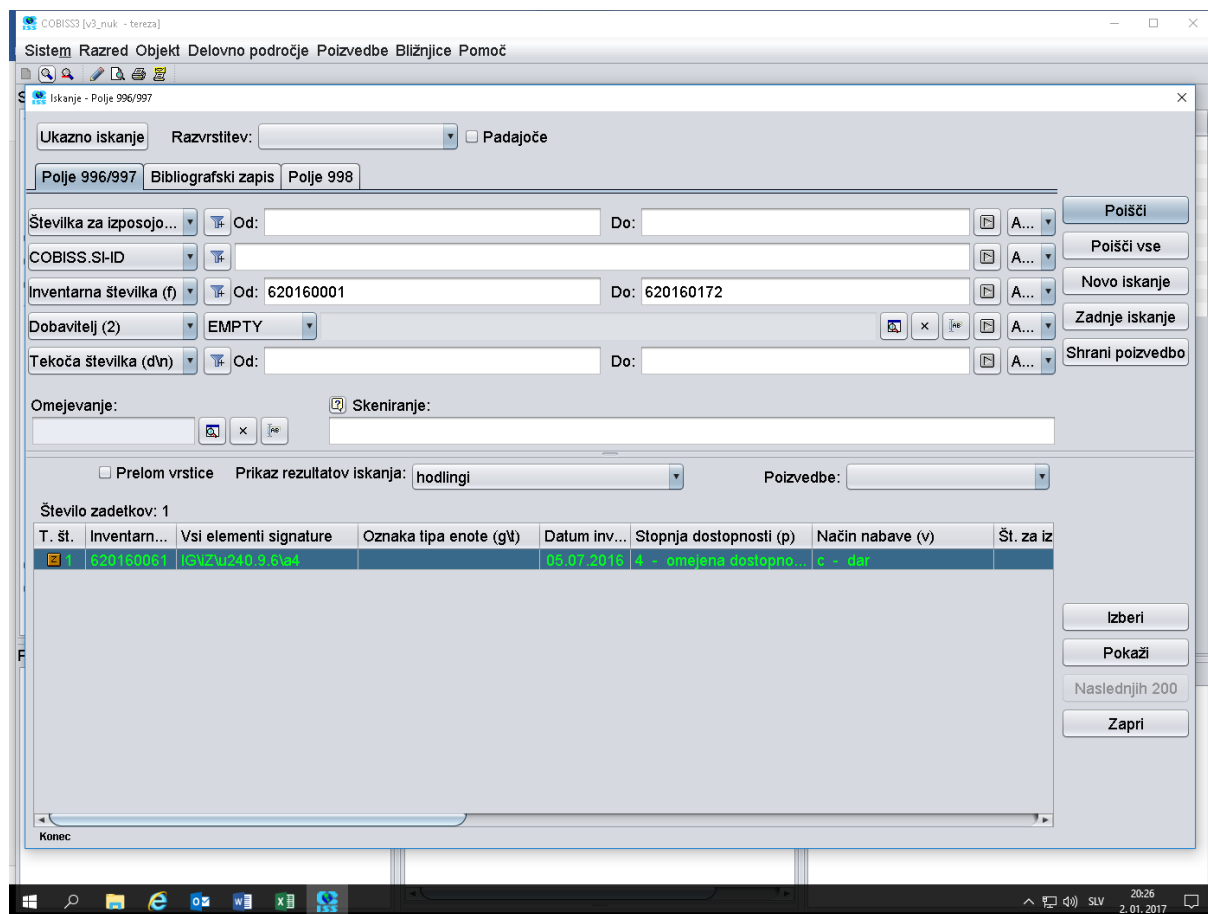 COBISS3 [v3_nuk - tereza]
Sistem Razred Objekt Delovno področje Poizvedbe Bližnjice Pomoč
Iskanje - Polje 996/997
Ukazno iskanje Razvrstitev: Padajoče
Polje 996/997 Bibliografski zapis Polje 998
Številka za izposojo... Od: Do: A... Poišči
COBISS.SI-ID A... Poišči vse
Inventarna številka (f) Od: 620160001 Do: 620160172 A... Novo iskanje
Dobavitelj (2) EMPTY A... Zadnje iskanje
Tekoča številka (d\n) Od: Do: A... Shrani poizvedbo
Omejevanje: Skeniranje:
Prelom vrstice Prikaz rezultatov iskanja: hodlingi Poizvedbe:
Število zadetkov: 1
T. št. Inventarn... Vsi elementi signature Oznaka tipa enote (g\t) Datum inv... Stopnja dostopnosti (p) Način nabave (v) Št. za iz
1 620160061 IG\iZ\u240.9.6\a4 05.07.2016 4 - omejena dostopno... c - dar
Izberi
Pokaži
Naslednjih 200
Zapri
Konec
SLV 20:26
2. 01. 2017